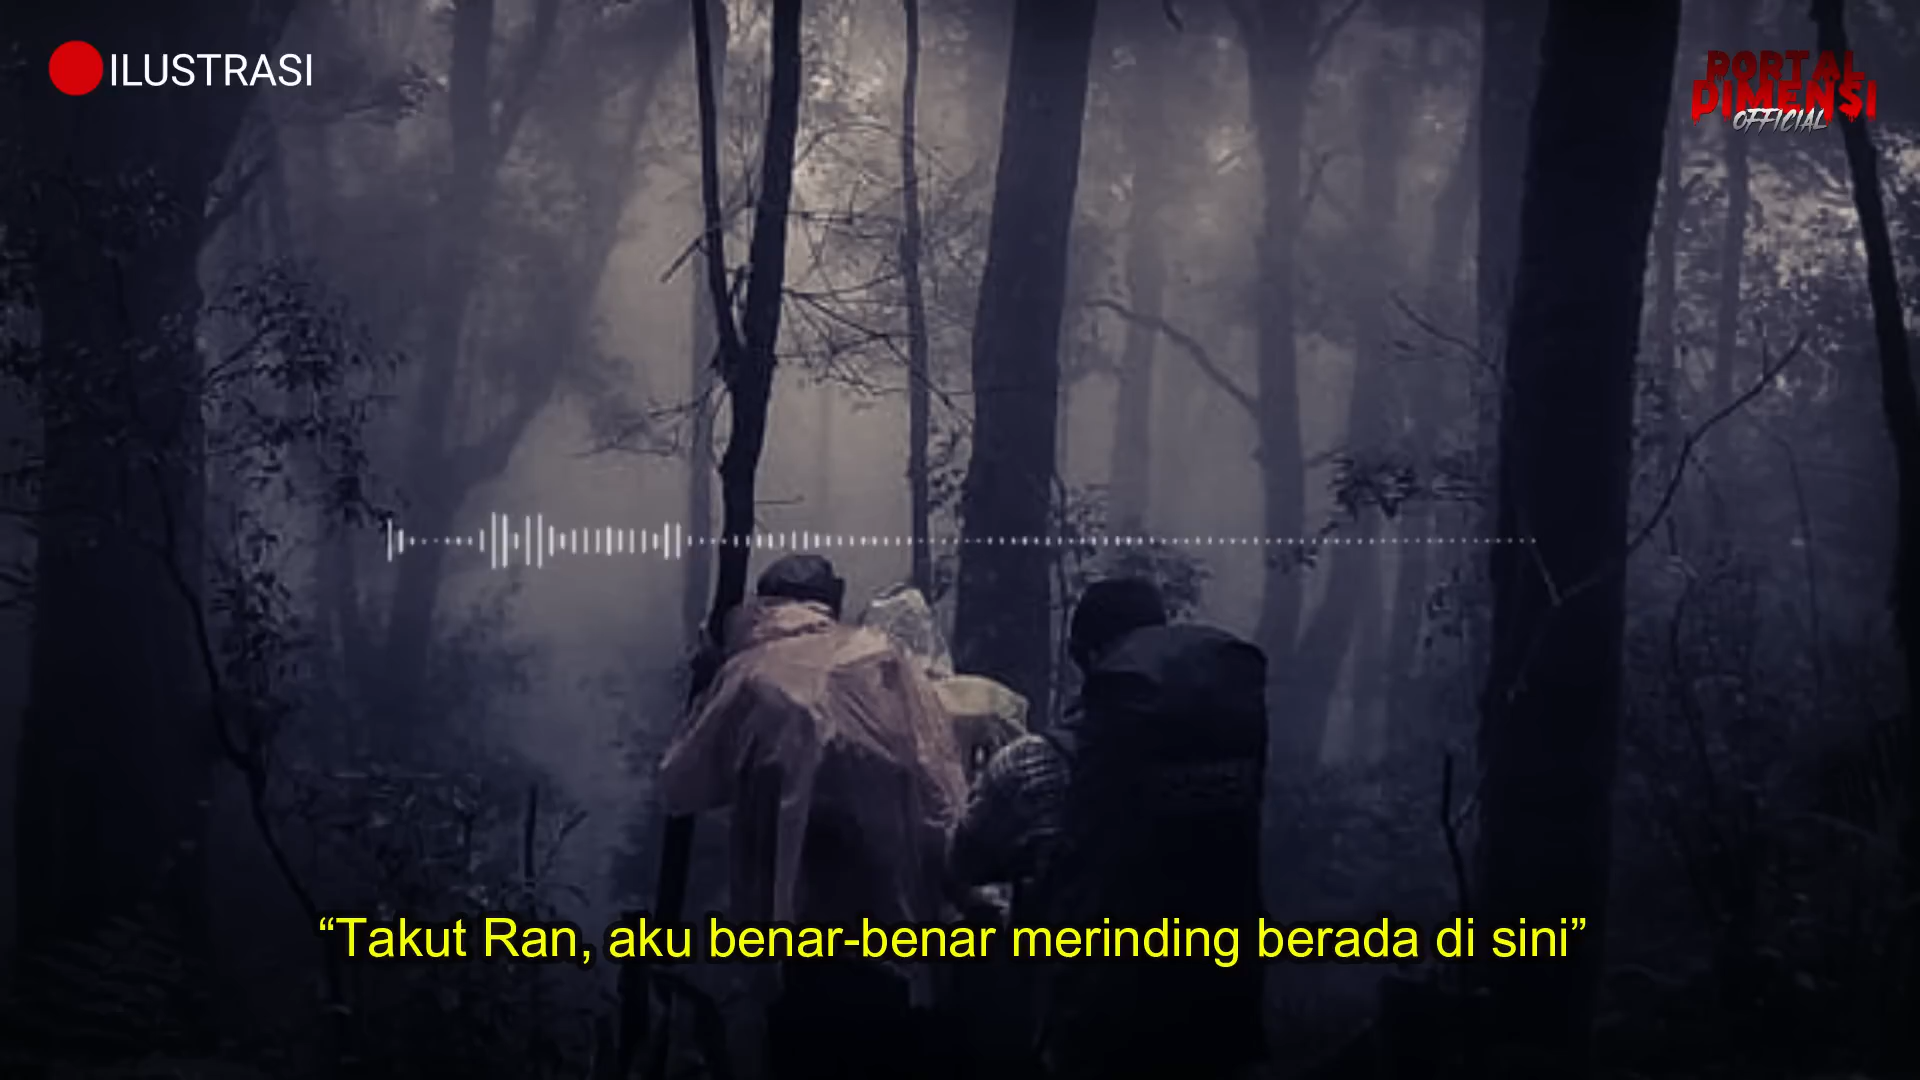 ILUSTRASI
PORTAL
DIMENSI
OFFICIAL
“Takut Ran, aku benar-benar merinding berada di sini”